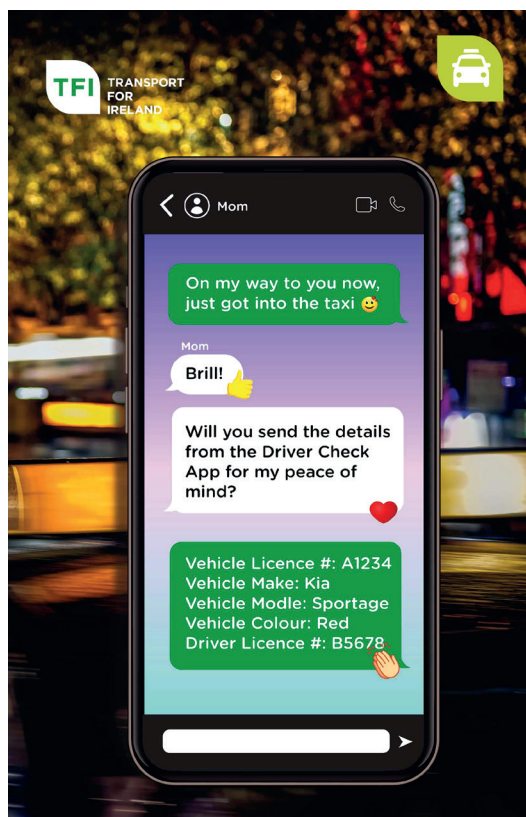 TFI
TRANSPORT
FOR
IRELAND
Mom
On my way to you now,
just got into the taxi
Mom
Brill!
Will you send the details
from the Driver Check
App for my peace of
mind?
Vehicle Licence #: A1234
Vehicle Make: Kia
Vehicle Modle: Sportage
Vehicle Colour: Red
Driver Licence #: B5678